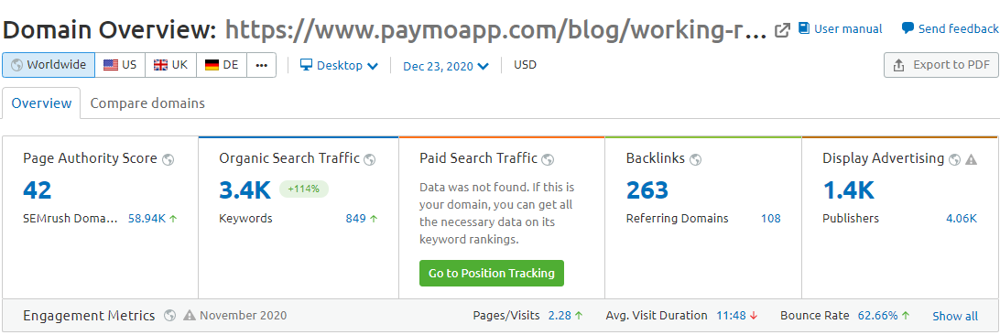 Domain Overview: https://www.paymoapp.com/blog/working-r... User manual Send feedback
Worldwide US UK DE ... Desktop Dec 23, 2020 USD Export to PDF
Overview Compare domains
Page Authority Score
42
SEMrush Doma... 58.94K ↑
Organic Search Traffic
3.4K +114%
Keywords 849 ↑
Paid Search Traffic
Data was not found. If this is
your domain, you can get all
the necessary data on its
keyword rankings.
Go to Position Tracking
Backlinks
263
Referring Domains 108
Display Advertising
1.4K
Publishers 4.06K
Engagement Metrics November 2020 Pages/Visits 2.28 ↑ Avg. Visit Duration 11:48 ↓ Bounce Rate 62.66% ↑ Show all